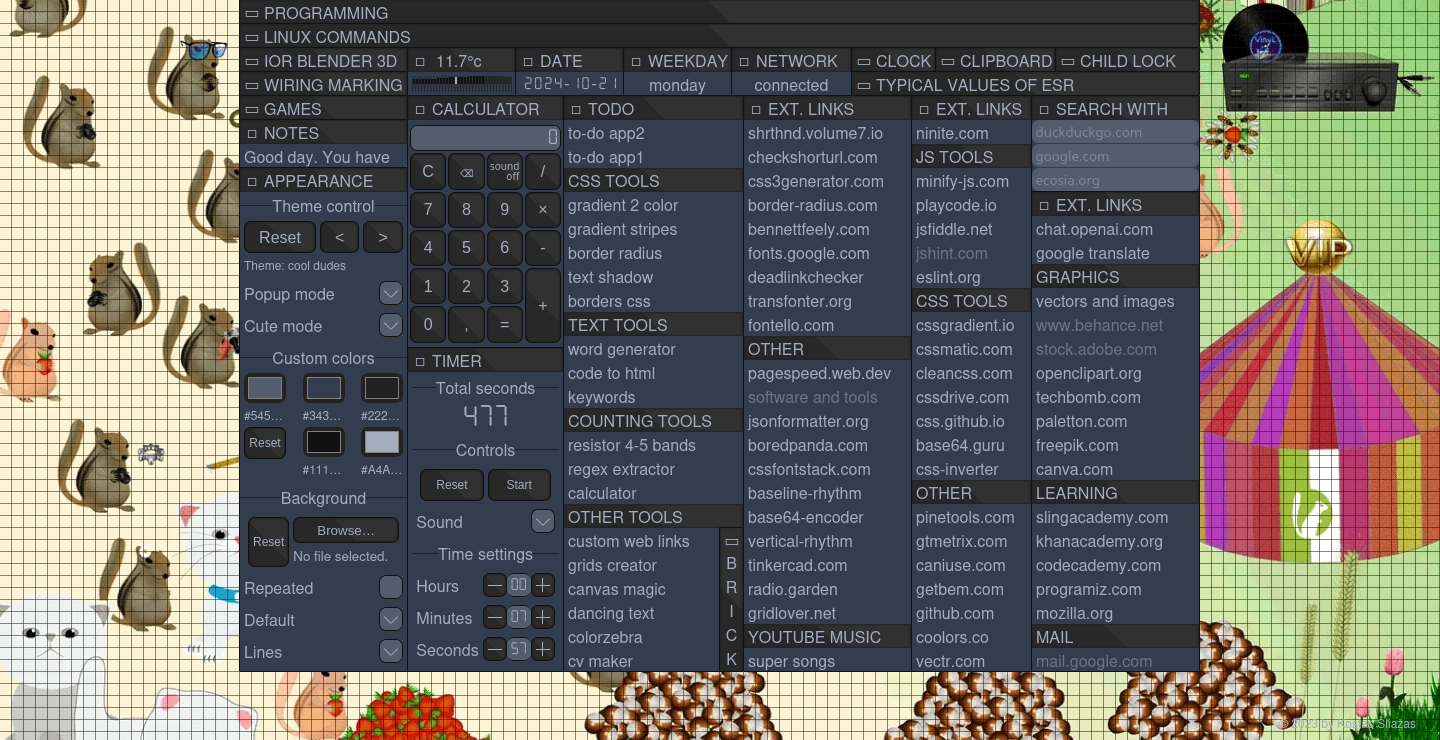 PROGRAMMING
LINUX COMMANDS
IOR BLENDER 3D
11.7°c
DATE
WEEKDAY
NETWORK
CLOCK
CLIPBOARD
CHILD LOCK
WIRING MARKING
2024-10-21
monday
connected
TYPICAL VALUES OF ESR
GAMES
NOTES
Good day. You have
APPEARANCE
Theme control
Reset < >
Theme: cool dudes
Popup mode
Cute mode
Custom colors
#545... #343... #222...
Reset
#111... #A4A...
Background
Reset
Browse...
No file selected.
Repeated
Default
Lines
CALCULATOR
0
C ⌫ sound off /
7 8 9 ×
4 5 6 -
1 2 3
+
0 , =
TIMER
Total seconds
477
Controls
Reset Start
Sound
Time settings
Hours — 00 +
Minutes — 07 +
Seconds — 57 +
TODO
to-do app2
to-do app1
CSS TOOLS
gradient 2 color
gradient stripes
border radius
text shadow
borders css
TEXT TOOLS
word generator
code to html
keywords
COUNTING TOOLS
resistor 4-5 bands
regex extractor
calculator
OTHER TOOLS
custom web links
grids creator
canvas magic
dancing text
colorzebra
cv maker
B
R
I
C
K
EXT. LINKS
shrthnd.volume7.io
checkshorturl.com
css3generator.com
border-radius.com
bennettfeely.com
fonts.google.com
deadlinkchecker
transfonter.org
fontello.com
OTHER
pagespeed.web.dev
software and tools
jsonformatter.org
boredpanda.com
cssfontstack.com
baseline-rhythm
base64-encoder
vertical-rhythm
tinkercad.com
radio.garden
gridlover.net
YOUTUBE MUSIC
super songs
EXT. LINKS
ninite.com
JS TOOLS
minify-js.com
playcode.io
jsfiddle.net
jshint.com
eslint.org
CSS TOOLS
cssgradient.io
cssmatic.com
cleancss.com
cssdrive.com
css.github.io
base64.guru
css-inverter
OTHER
pinetools.com
gtmetrix.com
caniuse.com
getbem.com
github.com
coolors.co
vectr.com
SEARCH WITH
duckduckgo.com
google.com
ecosia.org
EXT. LINKS
chat.openai.com
google translate
GRAPHICS
vectors and images
www.behance.net
stock.adobe.com
openclipart.org
techbomb.com
paletton.com
freepik.com
canva.com
LEARNING
slingacademy.com
khanacademy.org
codecademy.com
programiz.com
mozilla.org
MAIL
mail.google.com
VinyL
VIP